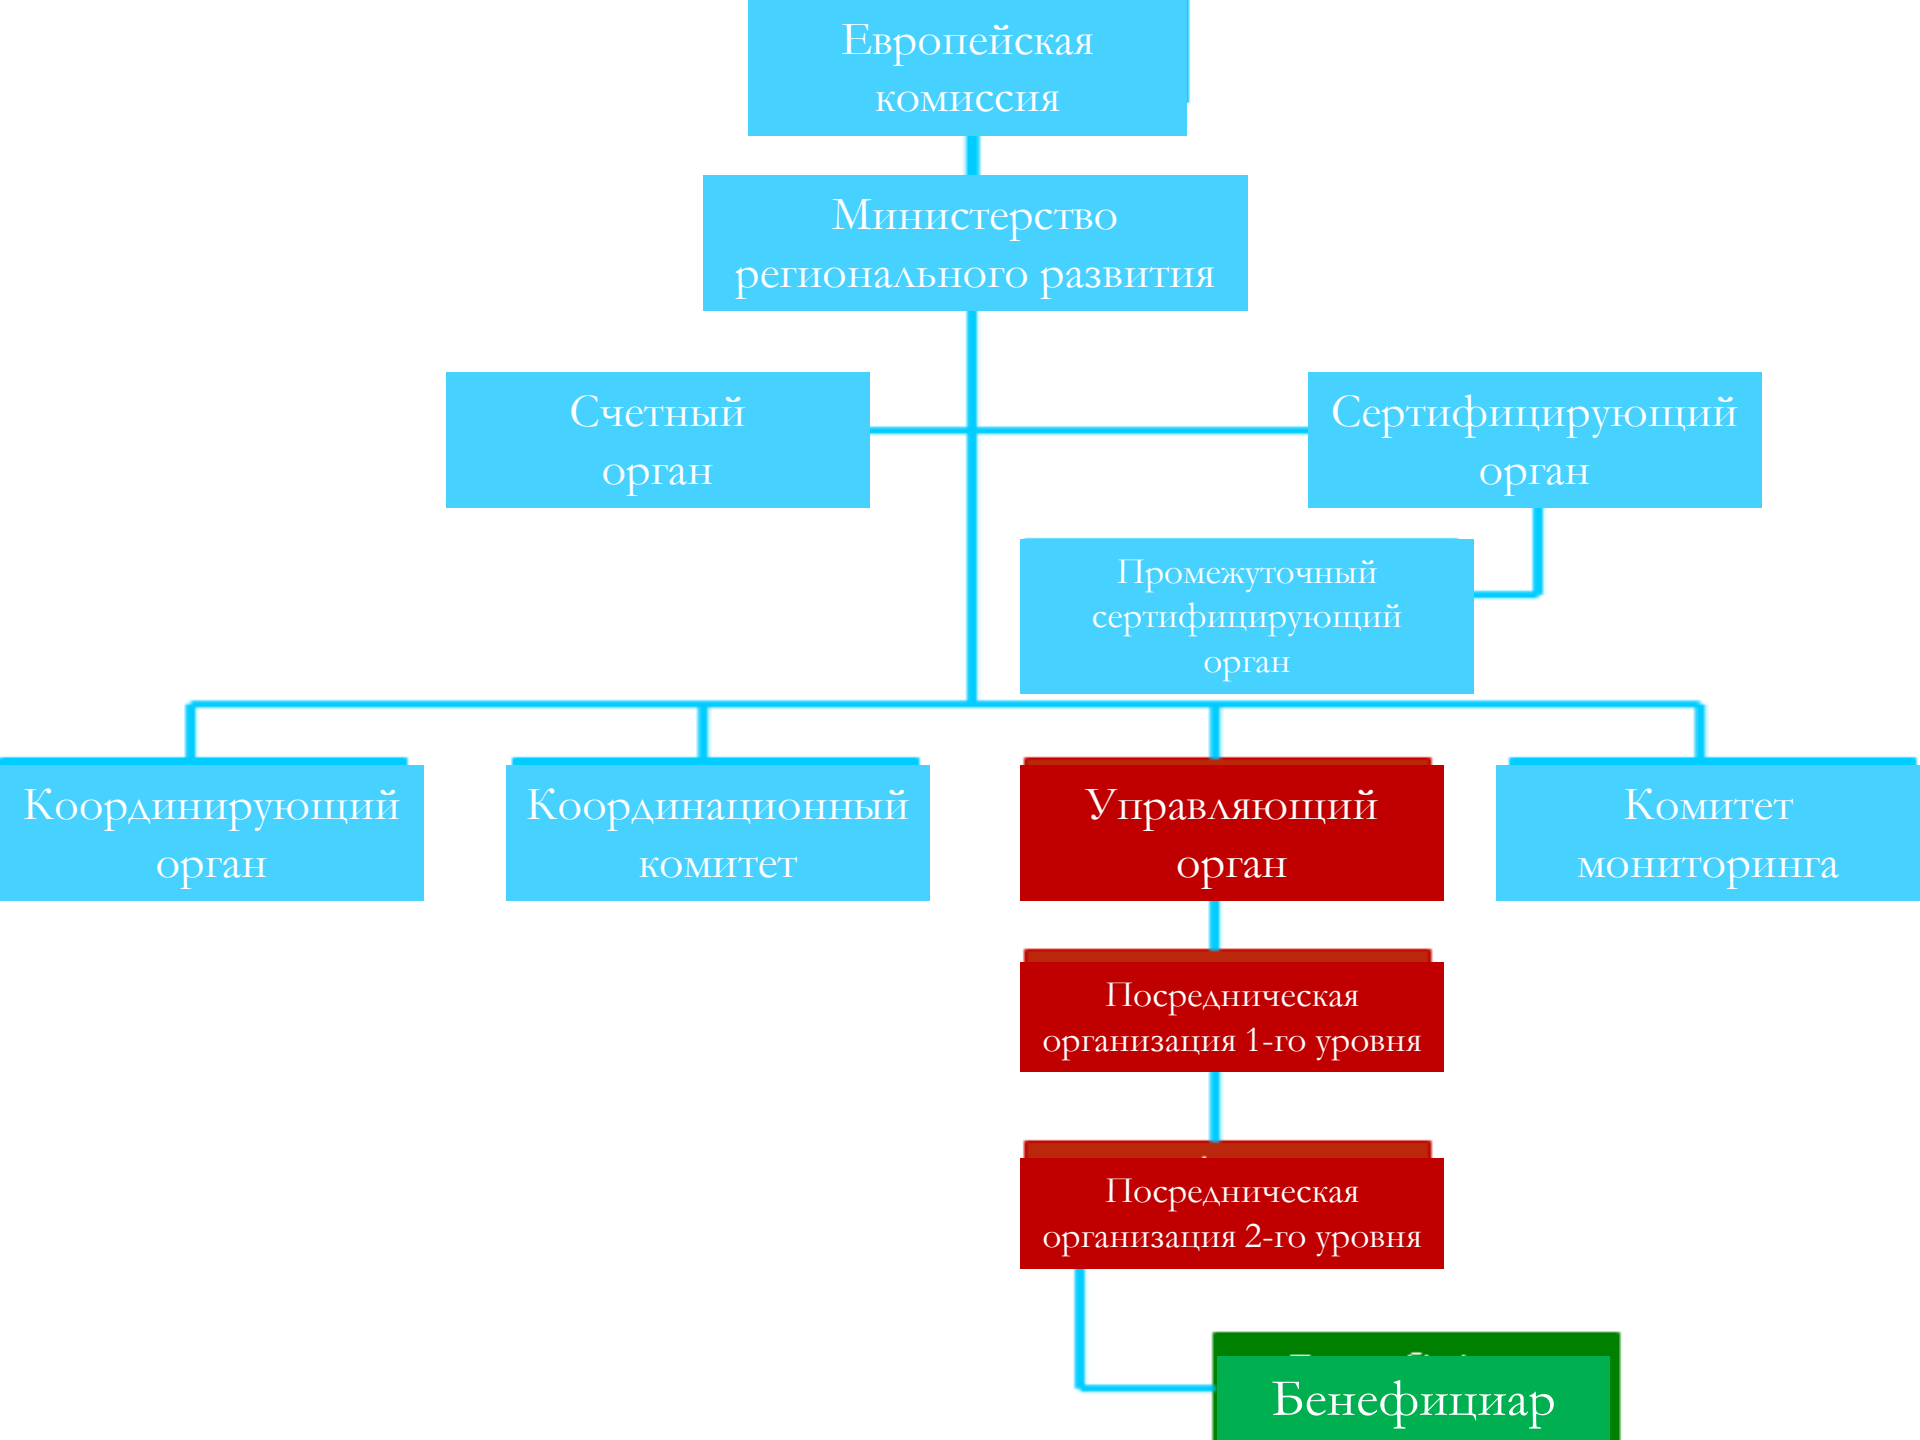 Европейская
комиссия
Министерство
регионального развития
Счетный
орган
Сертифицирующий
орган
Промежуточный
сертифицирующий
орган
Координирующий
орган
Координационный
комитет
Управляющий
орган
Комитет
мониторинга
Посредническая
организация 1-го уровня
Посредническая
организация 2-го уровня
Бенефициар